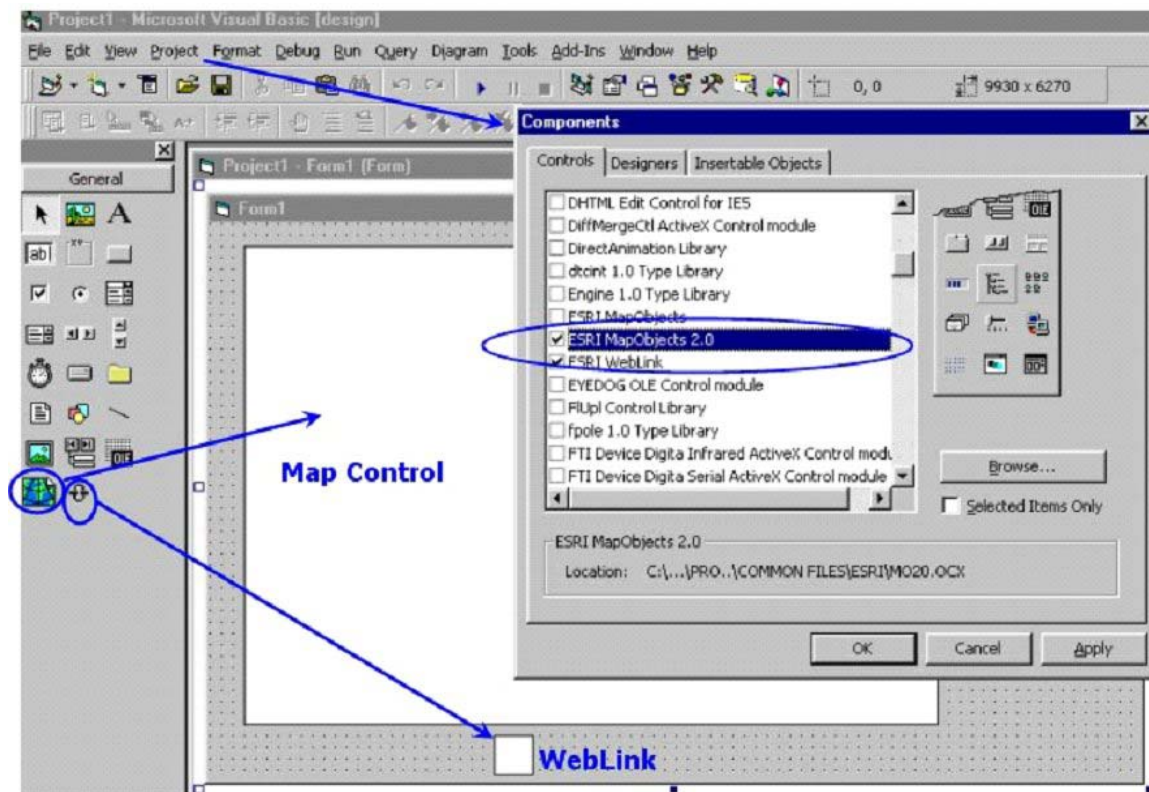 Project1 - Microsoft Visual Basic [design]
File Edit View Project Format Debug Run Query Diagram Tools Add-Ins Window Help
0, 0 9930 x 6270
Components
Controls Designers Insertable Objects
General
A
ab|
Project1 - Form1 (Form)
Form1
DHTML Edit Control for IE5
DiffMergeCtl ActiveX Control module
DirectAnimation Library
dtcint 1.0 Type Library
Engine 1.0 Type Library
ESRI MapObjects
ESRI MapObjects 2.0
ESRI WebLink
EYEDOG OLE Control module
FlUpl Control Library
fpole 1.0 Type Library
FTI Device Digita Infrared ActiveX Control modu
FTI Device Digita Serial ActiveX Control module
OLE
Browse...
Selected Items Only
Map Control
ESRI MapObjects 2.0
Location: C:\...\PRO..\COMMON FILES\ESRI\MO20.OCX
OK Cancel Apply
WebLink